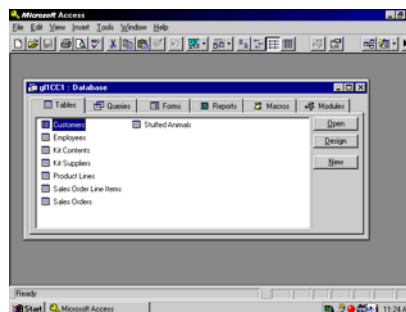 Microsoft Access
File Edit View Insert Tools Window Help
gl1CC1 : Database
Tables Queries Forms Reports Macros Modules
Customers Stuffed Animals Open
Employees Design
Kit Contents
Kit Suppliers New
Product Lines
Sales Order Line Items
Sales Orders
Ready
Start Microsoft Access 11:24 A